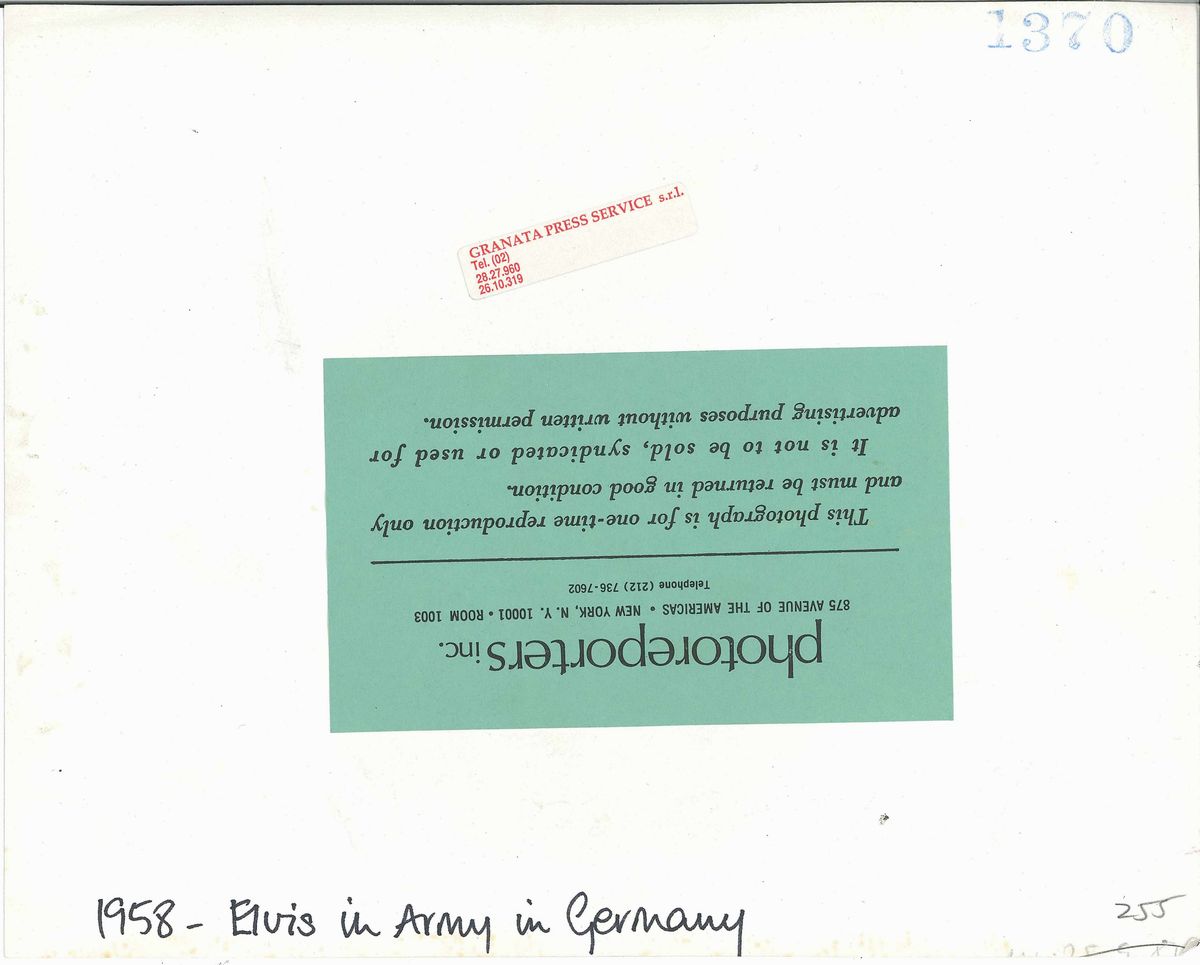 1370
GRANATA PRESS SERVICE s.r.l.
Tel. (02)
28.27.960
26.10.319
photoreporters inc.
875 AVENUE OF THE AMERICAS • NEW YORK, N. Y. 10001 • ROOM 1003
Telephone (212) 736-7602
This photograph is for one-time reproduction only
and must be returned in good condition.
It is not to be sold, syndicated or used for
advertising purposes without written permission.
1958 - Elvis in Army in Germany
255